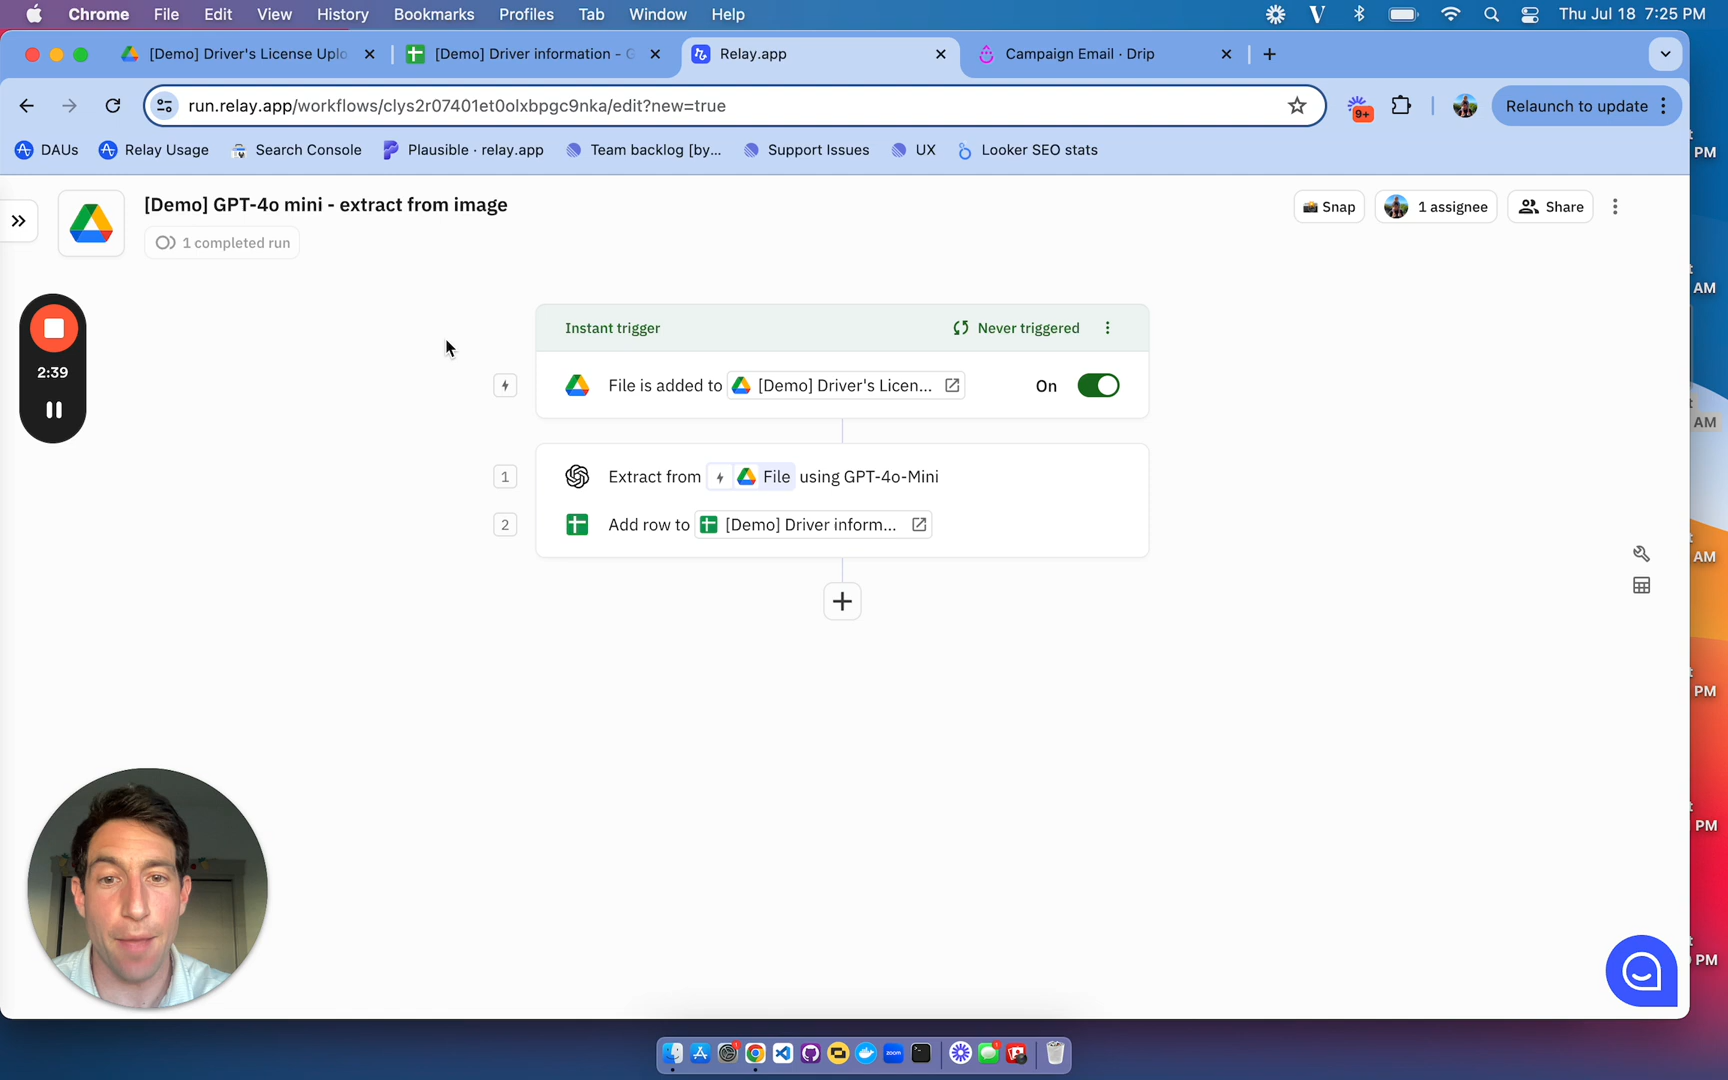 Chrome File Edit View History Bookmarks Profiles Tab Window Help Thu Jul 18 7:25 PM
[Demo] Driver's License Uplo [Demo] Driver information - Relay.app Campaign Email · Drip
run.relay.app/workflows/clys2r07401et0olxbpgc9nka/edit?new=true 9+ Relaunch to update
DAUs Relay Usage Search Console Plausible · relay.app Team backlog [by... Support Issues UX Looker SEO stats
PM
[Demo] GPT-4o mini - extract from image
Snap 1 assignee Share
1 completed run
AM
Instant trigger Never triggered
2:39
File is added to [Demo] Driver's Licen... On
AM
1 Extract from File using GPT-4o-Mini
2 Add row to [Demo] Driver inform...
AM
PM
PM
PM
zoom